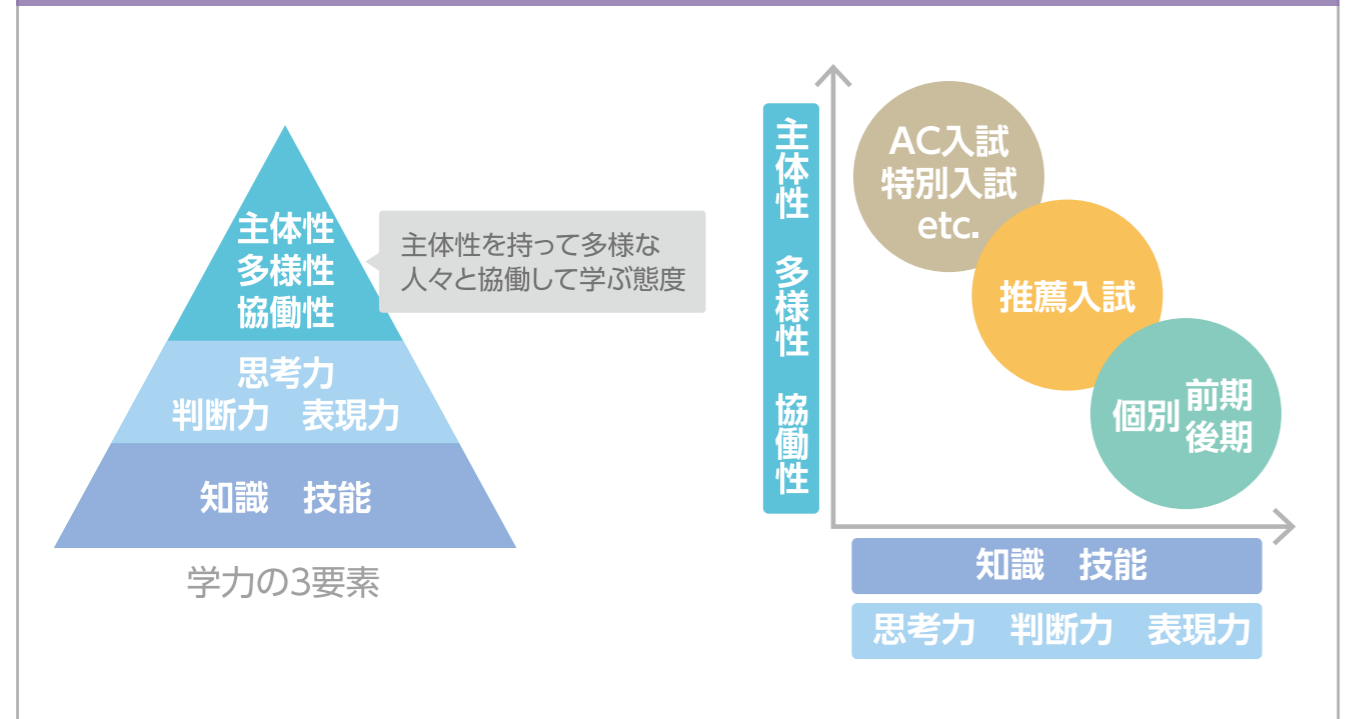 主体性
多様性
協働性
主体性を持って多様な
人々と協働して学ぶ態度
思考力
判断力　表現力
知識　技能
学力の3要素
主体性　多様性　協働性
AC入試
特別入試
etc.
推薦入試
個別 前期
後期
知識　技能
思考力　判断力　表現力